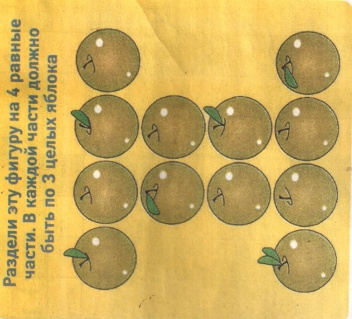 Раздели эту фигуру на 4 равные
части. В каждой части должно
быть по 3 целых яблока